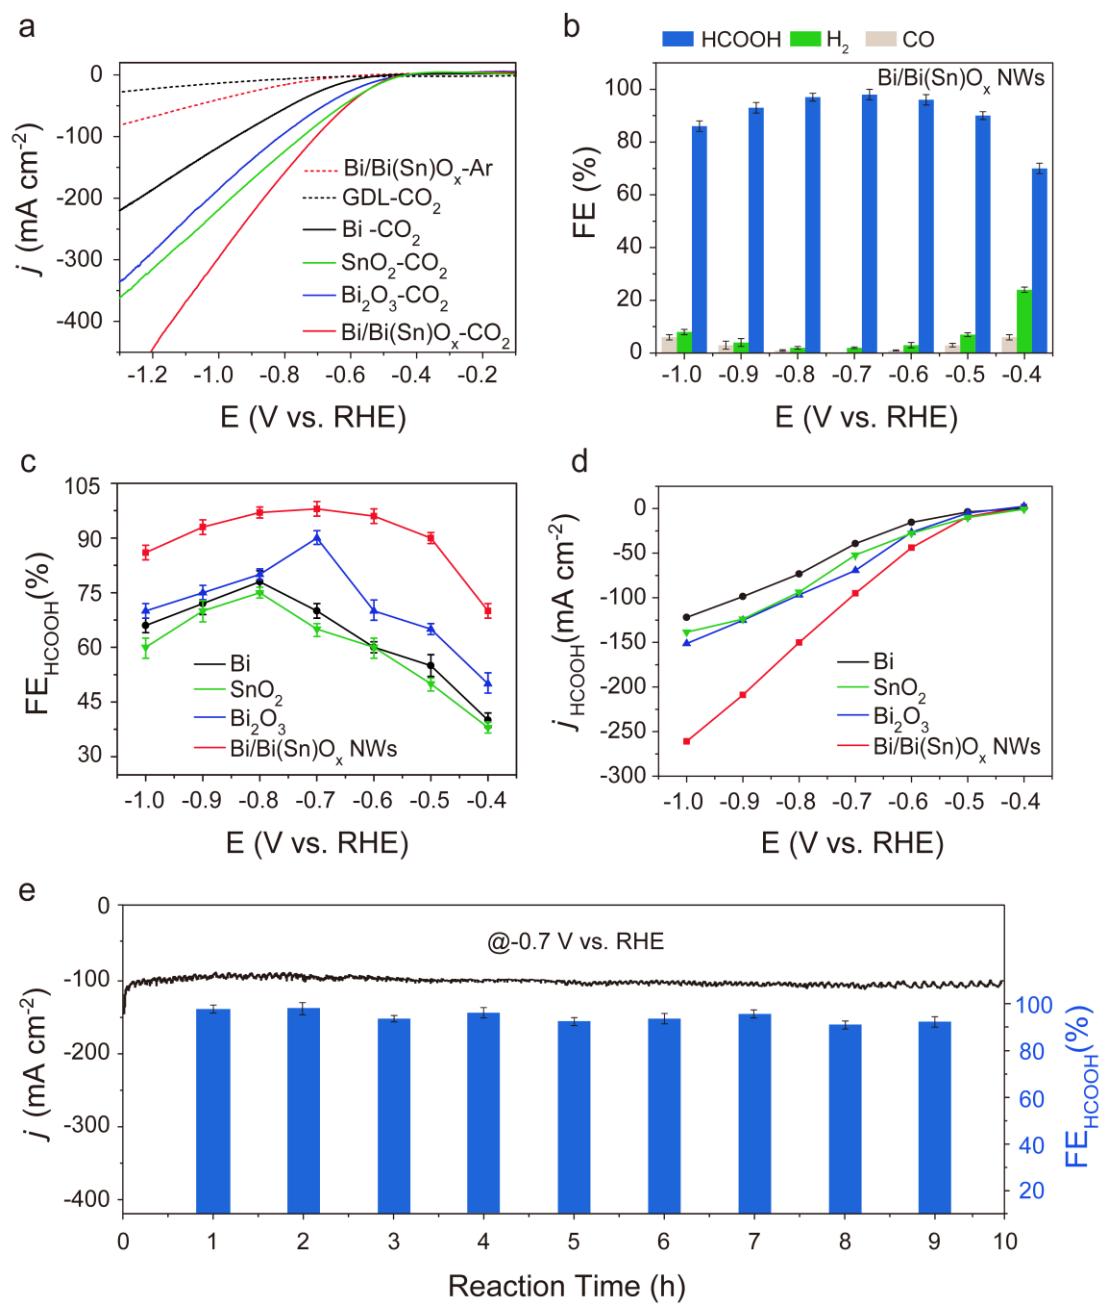 a
0
-100
-200
-300
-400
j (mA cm-2)
Bi/Bi(Sn)Ox-Ar
GDL-CO2
Bi -CO2
SnO2-CO2
Bi2O3-CO2
Bi/Bi(Sn)Ox-CO2
-1.2 -1.0 -0.8 -0.6 -0.4 -0.2
E (V vs. RHE)
b
HCOOH H2 CO
Bi/Bi(Sn)Ox NWs
100
80
60
40
20
0
FE (%)
-1.0 -0.9 -0.8 -0.7 -0.6 -0.5 -0.4
E (V vs. RHE)
c
105
90
75
60
45
30
FEHCOOH(%)
Bi
SnO2
Bi2O3
Bi/Bi(Sn)Ox NWs
-1.0 -0.9 -0.8 -0.7 -0.6 -0.5 -0.4
E (V vs. RHE)
d
0
-50
-100
-150
-200
-250
-300
jHCOOH(mA cm-2)
Bi
SnO2
Bi2O3
Bi/Bi(Sn)Ox NWs
-1.0 -0.9 -0.8 -0.7 -0.6 -0.5 -0.4
E (V vs. RHE)
e
0
-100
-200
-300
-400
j (mA cm-2)
@-0.7 V vs. RHE
100
80
60
40
20
FEHCOOH(%)
0 1 2 3 4 5 6 7 8 9 10
Reaction Time (h)